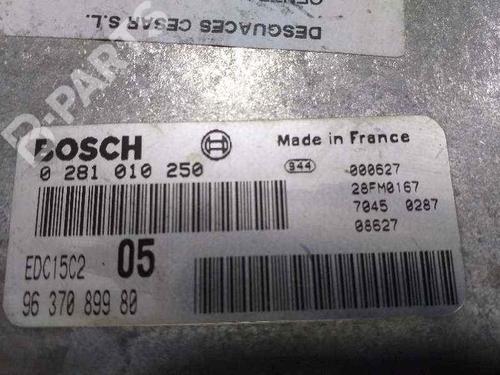 DESGUACES CESAR S.L.
B-PARTS
BOSCH
Made in France
0 281 010 250
944
000627
28FM0167
7045 0287
08627
EDC15C2 05
96 370 899 80